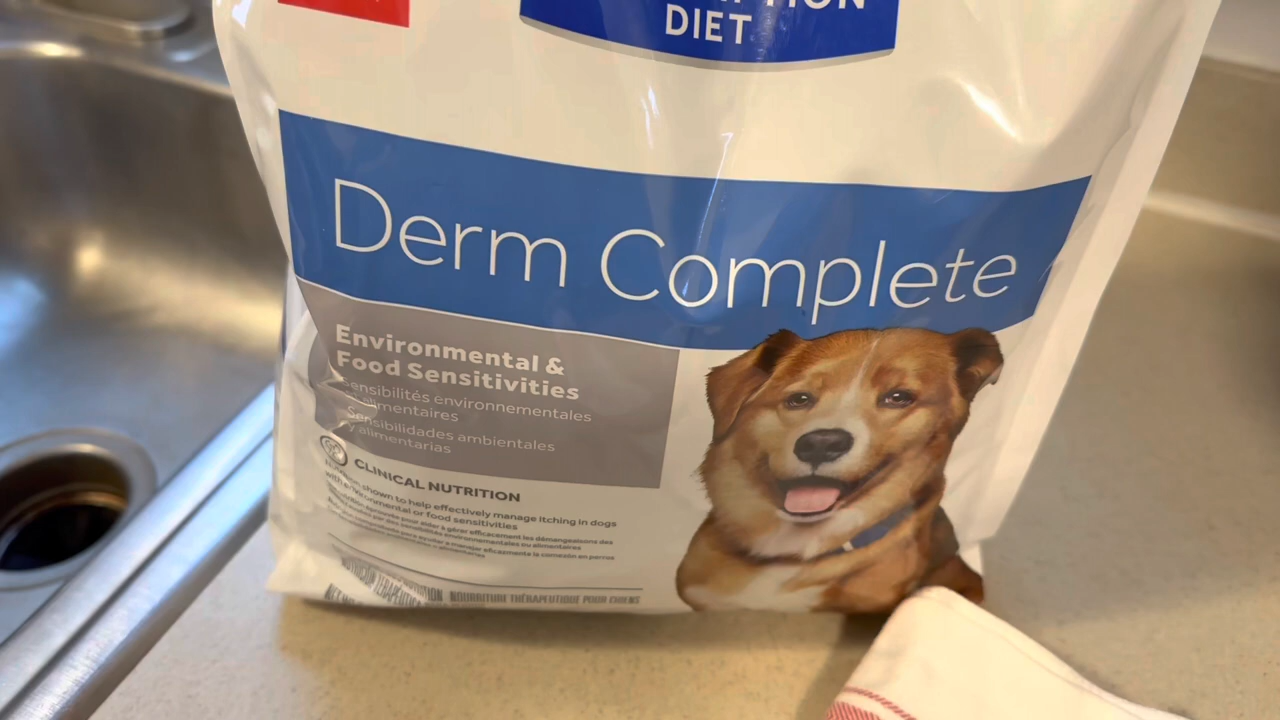 DIET
Derm Complete
Environmental &
Food Sensitivities
Sensibilités environnementales
alimentaires
Sensibilidades ambientales
y alimentarias
CLINICAL NUTRITION
Nutrition shown to help effectively manage itching in dogs
with environmental or food sensitivities
NOURRITURE THÉRAPEUTIQUE POUR CHIENS